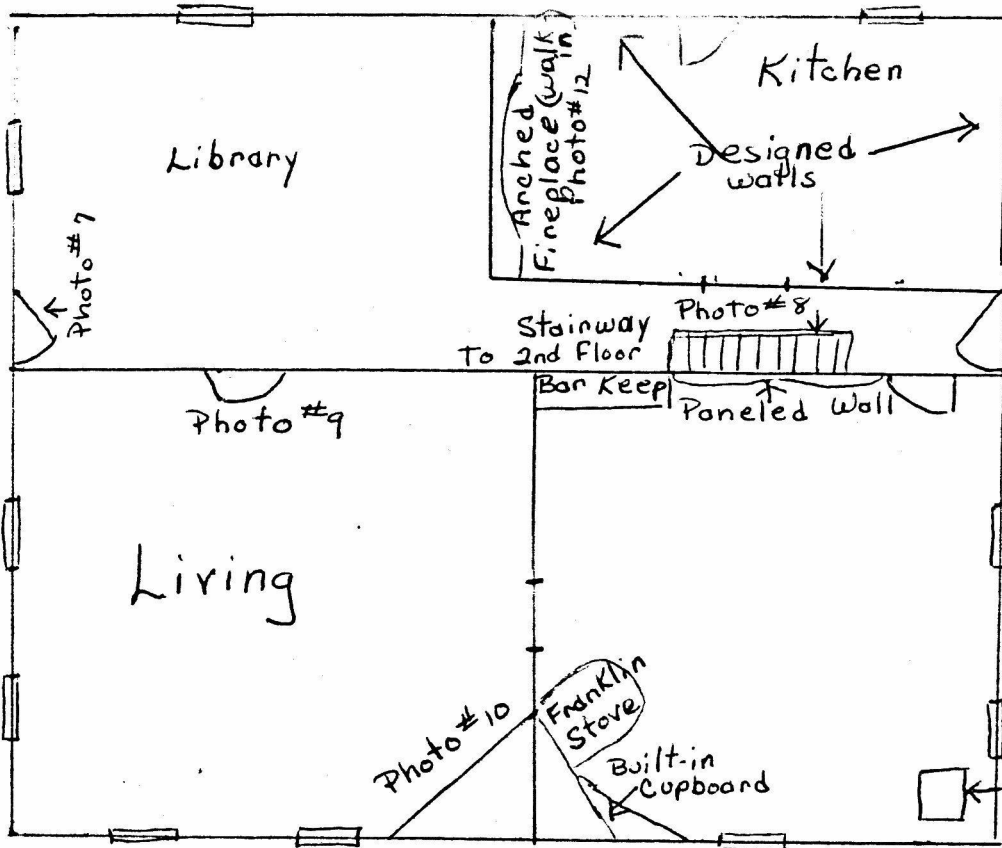 Library
Kitchen
Arched
Fireplace (walk in
Photo #12
Designed
walls
Photo #7
Photo #8
Stairway
To 2nd Floor
Bar Keep
Paneled Wall
Photo #9
Living
Photo #10
Franklin
Stove
Built-in
Cupboard